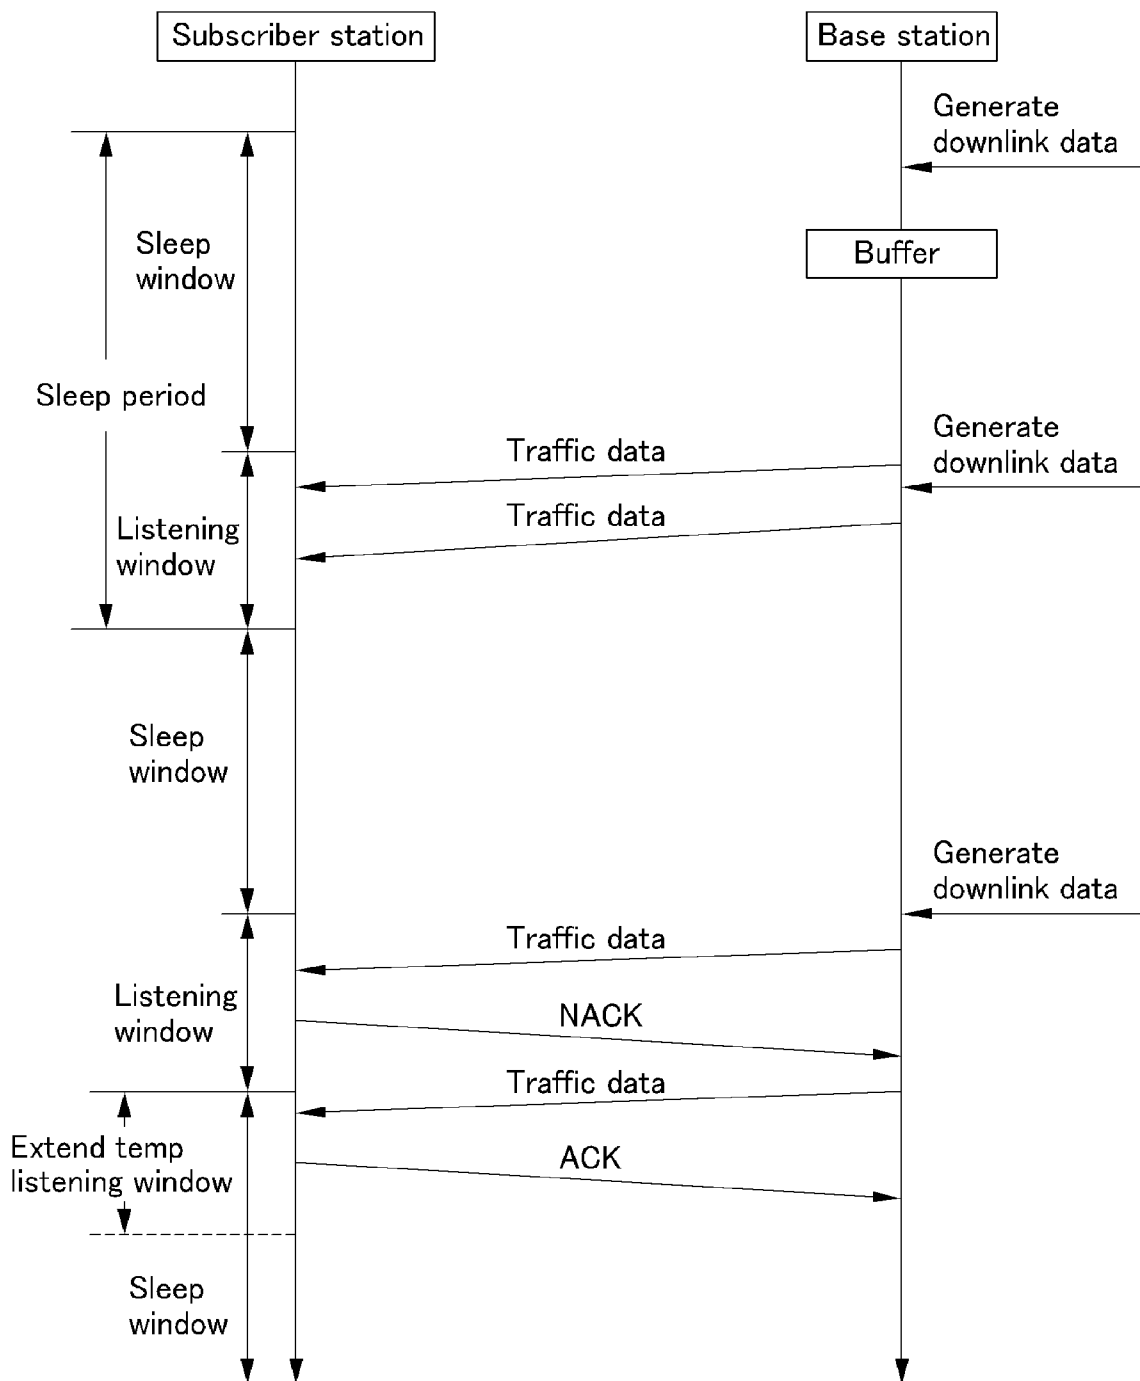 Subscriber station
Base station
Generate
downlink data
Sleep
window
Buffer
Sleep period
Traffic data
Generate
downlink data
Listening
window
Traffic data
Sleep
window
Generate
downlink data
Traffic data
Listening
window
NACK
Traffic data
Extend temp
listening window
ACK
Sleep
window